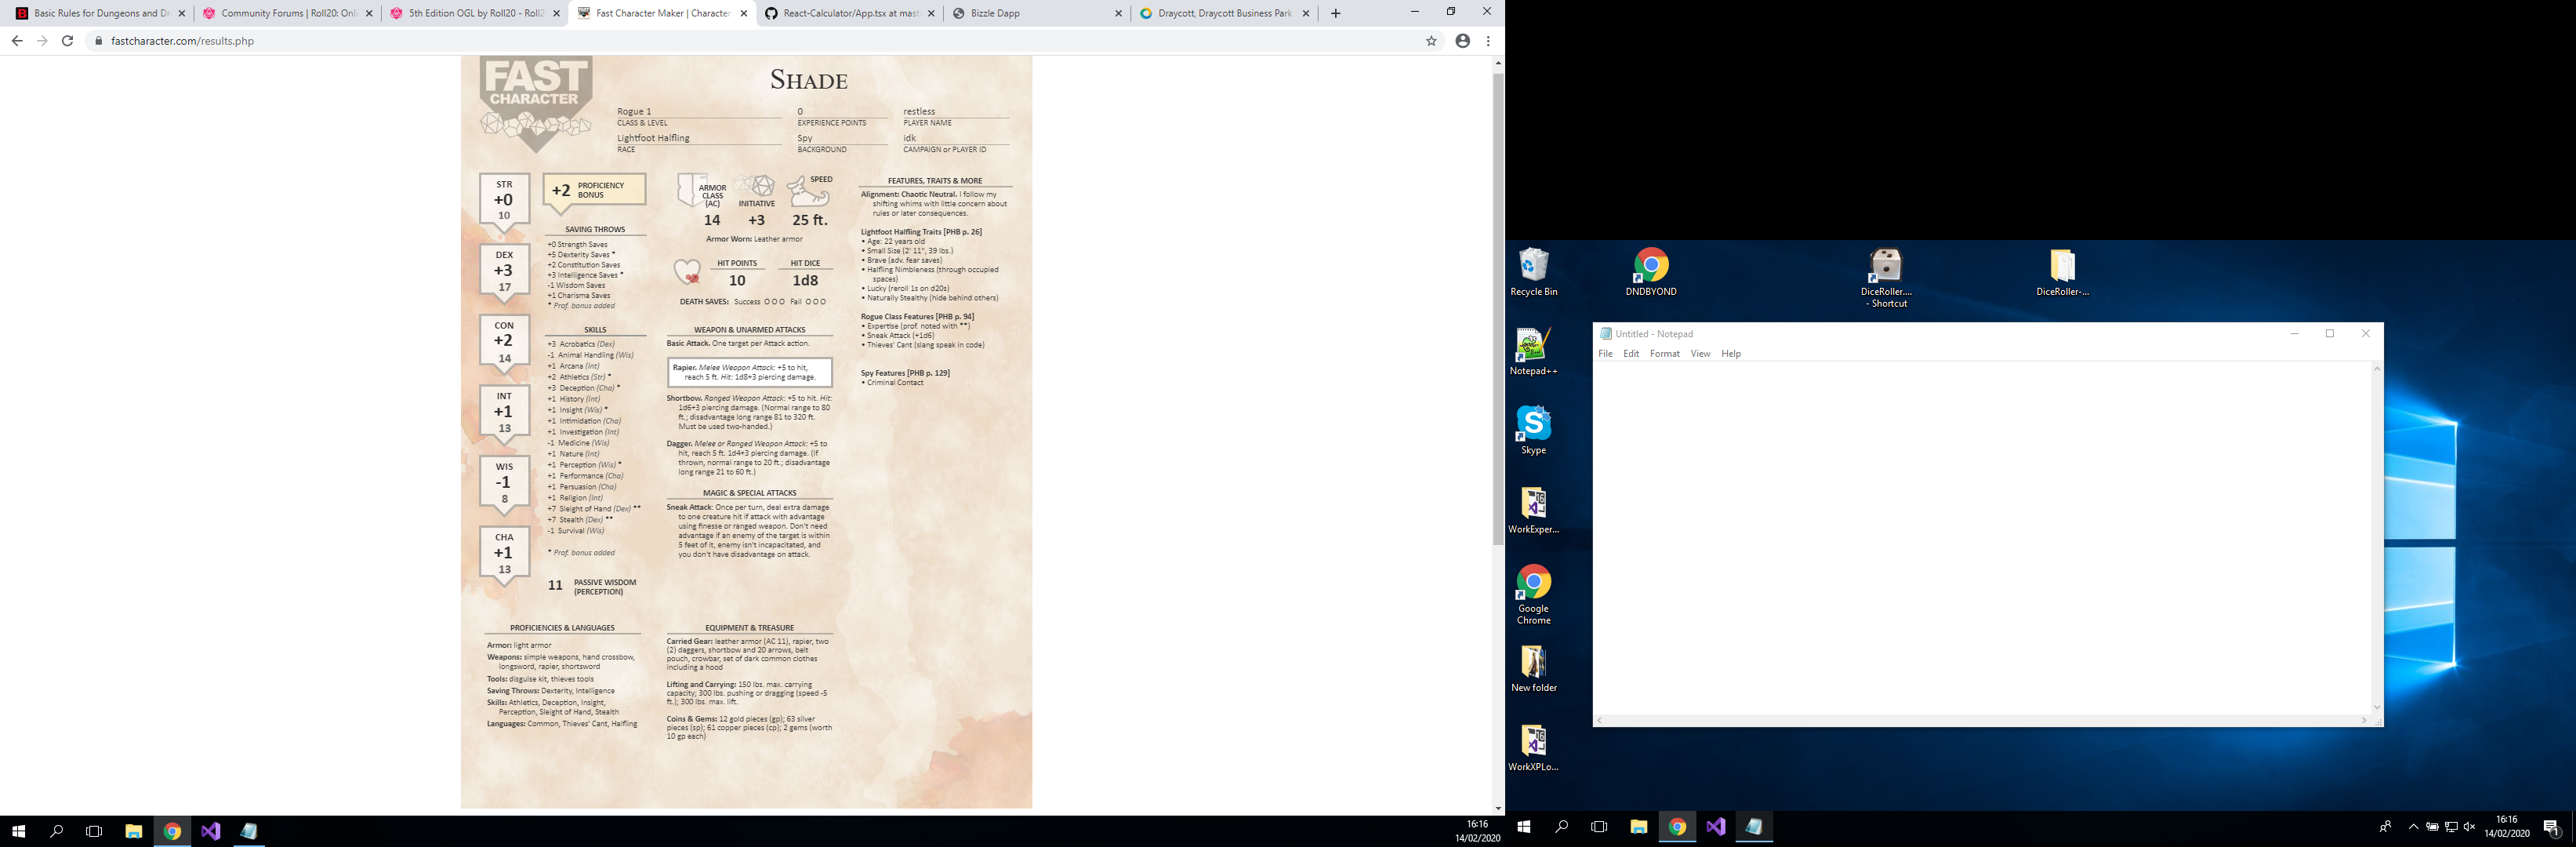 Basic Rules for Dungeons and Dr
Community Forums | Roll20: Onli
5th Edition OGL by Roll20 - Roll2
Fast Character Maker | Character
React-Calculator/App.tsx at mast
Bizzle Dapp
Draycott, Draycott Business Park
fastcharacter.com/results.php
FAST
CHARACTER
SHADE
Rogue 1
CLASS & LEVEL
0
EXPERIENCE POINTS
restless
PLAYER NAME
Lightfoot Halfling
RACE
Spy
BACKGROUND
idk
CAMPAIGN or PLAYER ID
STR
+0
10
DEX
+3
17
CON
+2
14
INT
+1
13
WIS
-1
8
CHA
+1
13
+2 PROFICIENCY
BONUS
SAVING THROWS
+0 Strength Saves
+5 Dexterity Saves *
+2 Constitution Saves
+3 Intelligence Saves *
-1 Wisdom Saves
+1 Charisma Saves
* Prof. bonus added
SKILLS
+3 Acrobatics (Dex)
-1 Animal Handling (Wis)
+1 Arcana (Int)
+2 Athletics (Str) *
+3 Deception (Cha) *
+1 History (Int)
+1 Insight (Wis) *
+1 Intimidation (Cha)
+1 Investigation (Int)
-1 Medicine (Wis)
+1 Nature (Int)
+1 Perception (Wis) *
+1 Performance (Cha)
+1 Persuasion (Cha)
+1 Religion (Int)
+7 Sleight of Hand (Dex) **
+7 Stealth (Dex) **
-1 Survival (Wis)
* Prof. bonus added
11 PASSIVE WISDOM
(PERCEPTION)
PROFICIENCIES & LANGUAGES
Armor: light armor
Weapons: simple weapons, hand crossbow,
longsword, rapier, shortsword
Tools: disguise kit, thieves tools
Saving Throws: Dexterity, Intelligence
Skills: Athletics, Deception, Insight,
Perception, Sleight of Hand, Stealth
Languages: Common, Thieves' Cant, Halfling
ARMOR
CLASS
(AC)
14
INITIATIVE
+3
SPEED
25 ft.
Armor Worn: Leather armor
HIT POINTS
10
HIT DICE
1d8
DEATH SAVES: Success O O O Fail O O O
WEAPON & UNARMED ATTACKS
Basic Attack. One target per Attack action.
Rapier. Melee Weapon Attack: +5 to hit,
reach 5 ft. Hit: 1d8+3 piercing damage.
Shortbow. Ranged Weapon Attack: +5 to hit. Hit:
1d6+3 piercing damage. (Normal range to 80
ft.; disadvantage long range 81 to 320 ft.
Must be used two-handed.)
Dagger. Melee or Ranged Weapon Attack: +5 to
hit, reach 5 ft. 1d4+3 piercing damage. (If
thrown, normal range to 20 ft.; disadvantage
long range 21 to 60 ft.)
MAGIC & SPECIAL ATTACKS
Sneak Attack: Once per turn, deal extra damage
to one creature hit if attack with advantage
using finesse or ranged weapon. Don't need
advantage if an enemy of the target is within
5 feet of it, enemy isn't incapacitated, and
you don't have disadvantage on attack.
EQUIPMENT & TREASURE
Carried Gear: leather armor (AC 11), rapier, two
(2) daggers, shortbow and 20 arrows, belt
pouch, crowbar, set of dark common clothes
including a hood
Lifting and Carrying: 150 lbs. max. carrying
capacity; 300 lbs. pushing or dragging (speed -5
ft.); 300 lbs. max. lift.
Coins & Gems: 12 gold pieces (gp); 63 silver
pieces (sp); 61 copper pieces (cp); 2 gems (worth
10 gp each)
FEATURES, TRAITS & MORE
Alignment: Chaotic Neutral. I follow my
shifting whims with little concern about
rules or later consequences.
Lightfoot Halfling Traits [PHB p. 26]
• Age: 22 years old
• Small Size (2' 11", 39 lbs.)
• Brave (adv. fear saves)
• Halfling Nimbleness (through occupied
spaces)
• Lucky (reroll 1s on d20s)
• Naturally Stealthy (hide behind others)
Rogue Class Features [PHB p. 94]
• Expertise (prof. noted with **)
• Sneak Attack (+1d6)
• Thieves' Cant (slang speak in code)
Spy Features [PHB p. 129]
• Criminal Contact
16:16
14/02/2020
Recycle Bin
DNDBYOND
DiceRoller....
- Shortcut
DiceRoller-...
Notepad++
Skype
WorkExper...
Google
Chrome
New folder
WorkXPLo...
Untitled - Notepad
File Edit Format View Help
16:16
14/02/2020
1